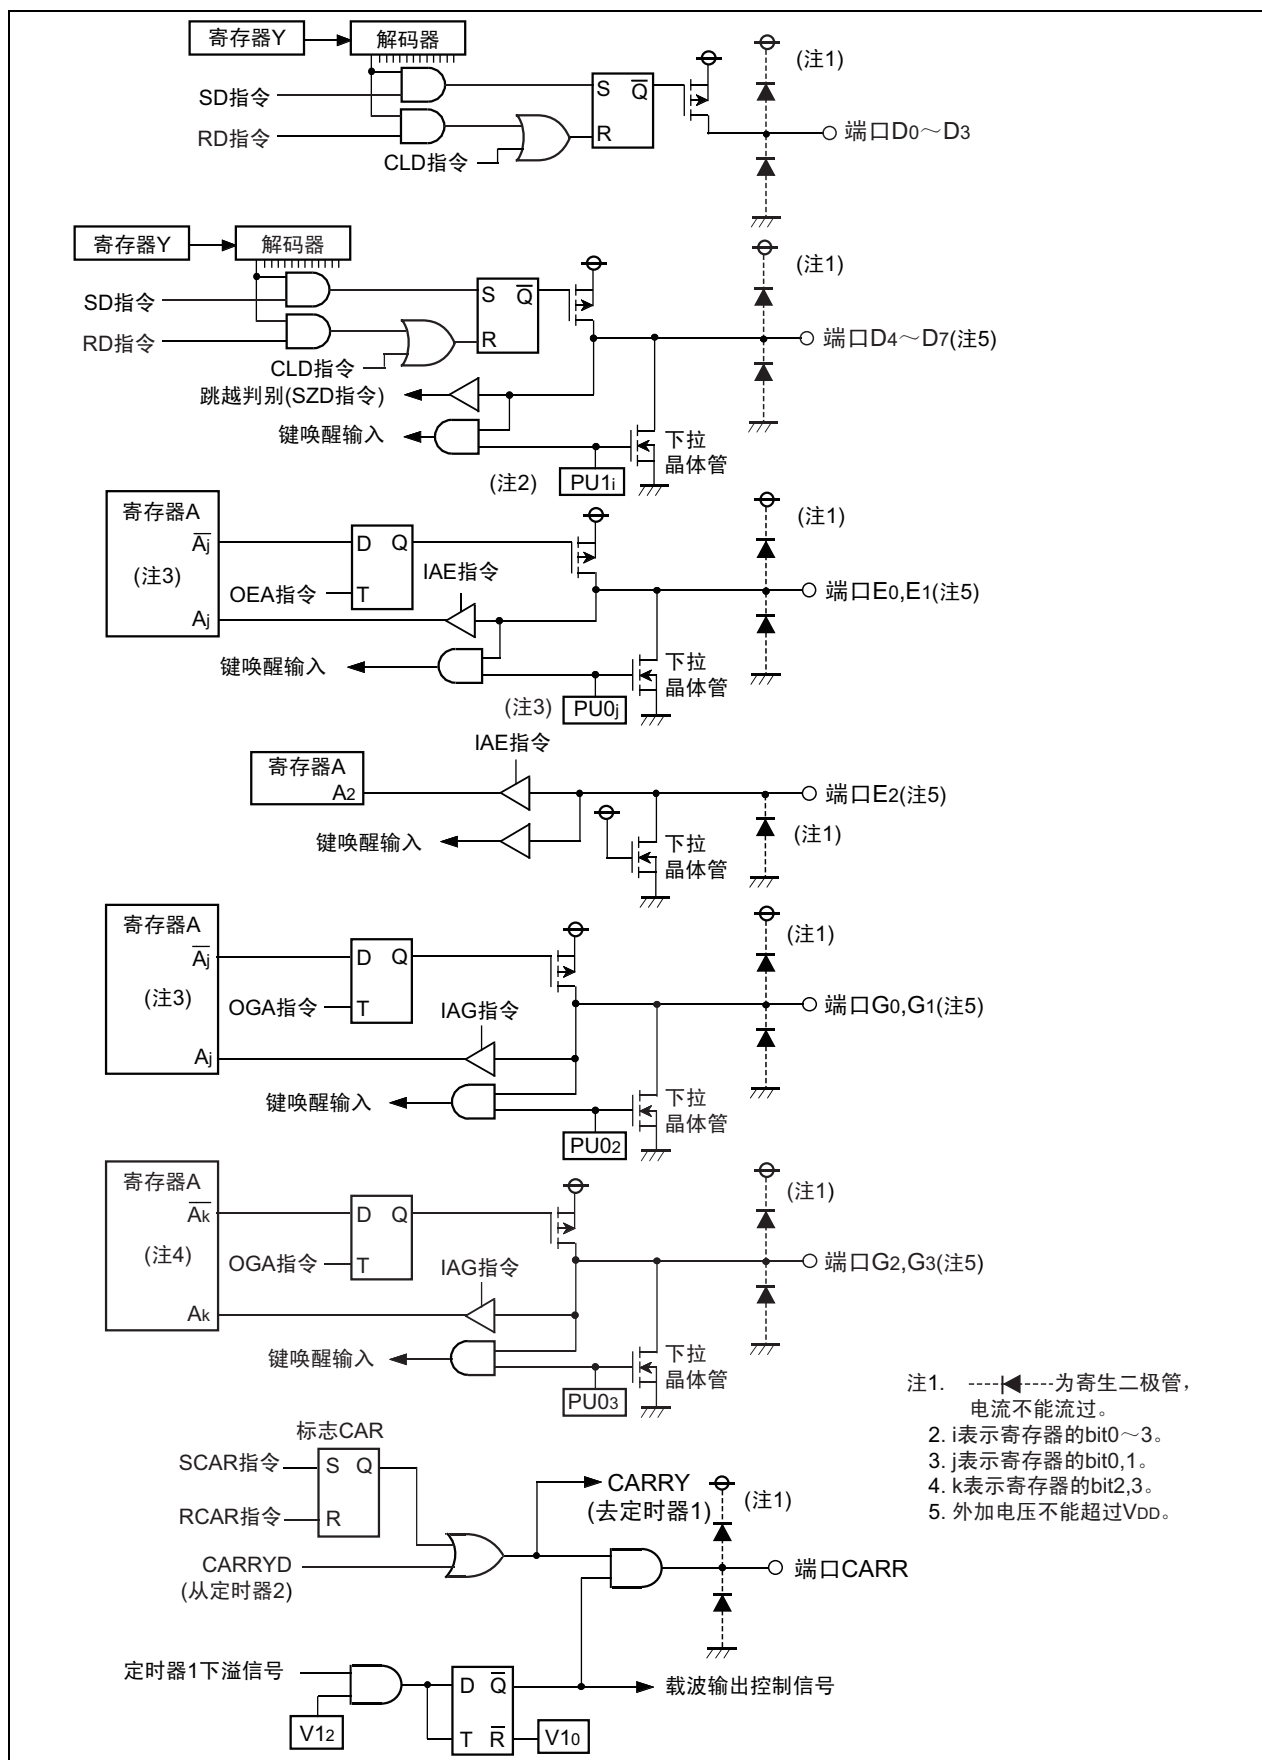 寄存器Y
解码器
(注1)
SD指令
S
Q̅
RD指令
R
CLD指令
端口D0～D3
寄存器Y
解码器
(注1)
SD指令
S
Q̅
RD指令
R
CLD指令
端口D4～D7(注5)
跳越判别(SZD指令)
键唤醒输入
下拉
晶体管
(注2)
PU1i
寄存器A
A̅j̅
(注3)
D
Q
(注1)
OEA指令
T
IAE指令
端口E0,E1(注5)
Aj
键唤醒输入
下拉
晶体管
(注3)
PU0j
IAE指令
寄存器A
A2
端口E2(注5)
键唤醒输入
下拉
晶体管
(注1)
寄存器A
A̅j̅
(注3)
D
Q
(注1)
OGA指令
T
IAG指令
端口G0,G1(注5)
Aj
键唤醒输入
下拉
晶体管
PU02
寄存器A
A̅k̅
(注4)
D
Q
(注1)
OGA指令
T
IAG指令
端口G2,G3(注5)
Ak
键唤醒输入
下拉
晶体管
PU03
注1. 为寄生二极管，
电流不能流过。
2. i表示寄存器的bit0～3。
3. j表示寄存器的bit0,1。
4. k表示寄存器的bit2,3。
5. 外加电压不能超过VDD。
标志CAR
SCAR指令
S
Q
RCAR指令
R
CARRY
(去定时器1)
(注1)
CARRYD
(从定时器2)
端口CARR
定时器1下溢信号
D
Q̅
载波输出控制信号
V12
T
R̅
V10